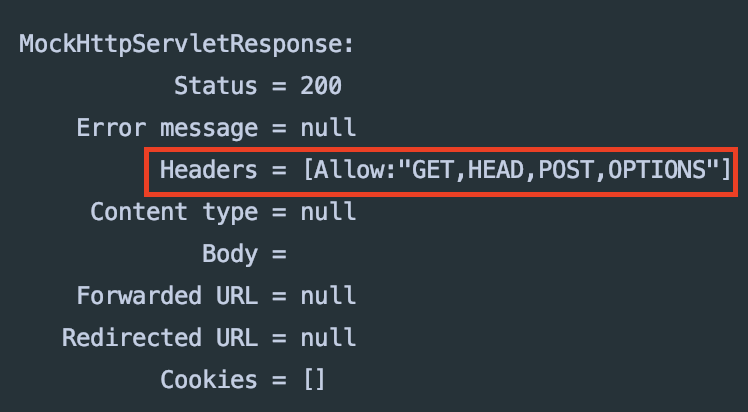 MockHttpServletResponse:
Status = 200
Error message = null
Headers = [Allow:"GET,HEAD,POST,OPTIONS"]
Content type = null
Body =
Forwarded URL = null
Redirected URL = null
Cookies = []